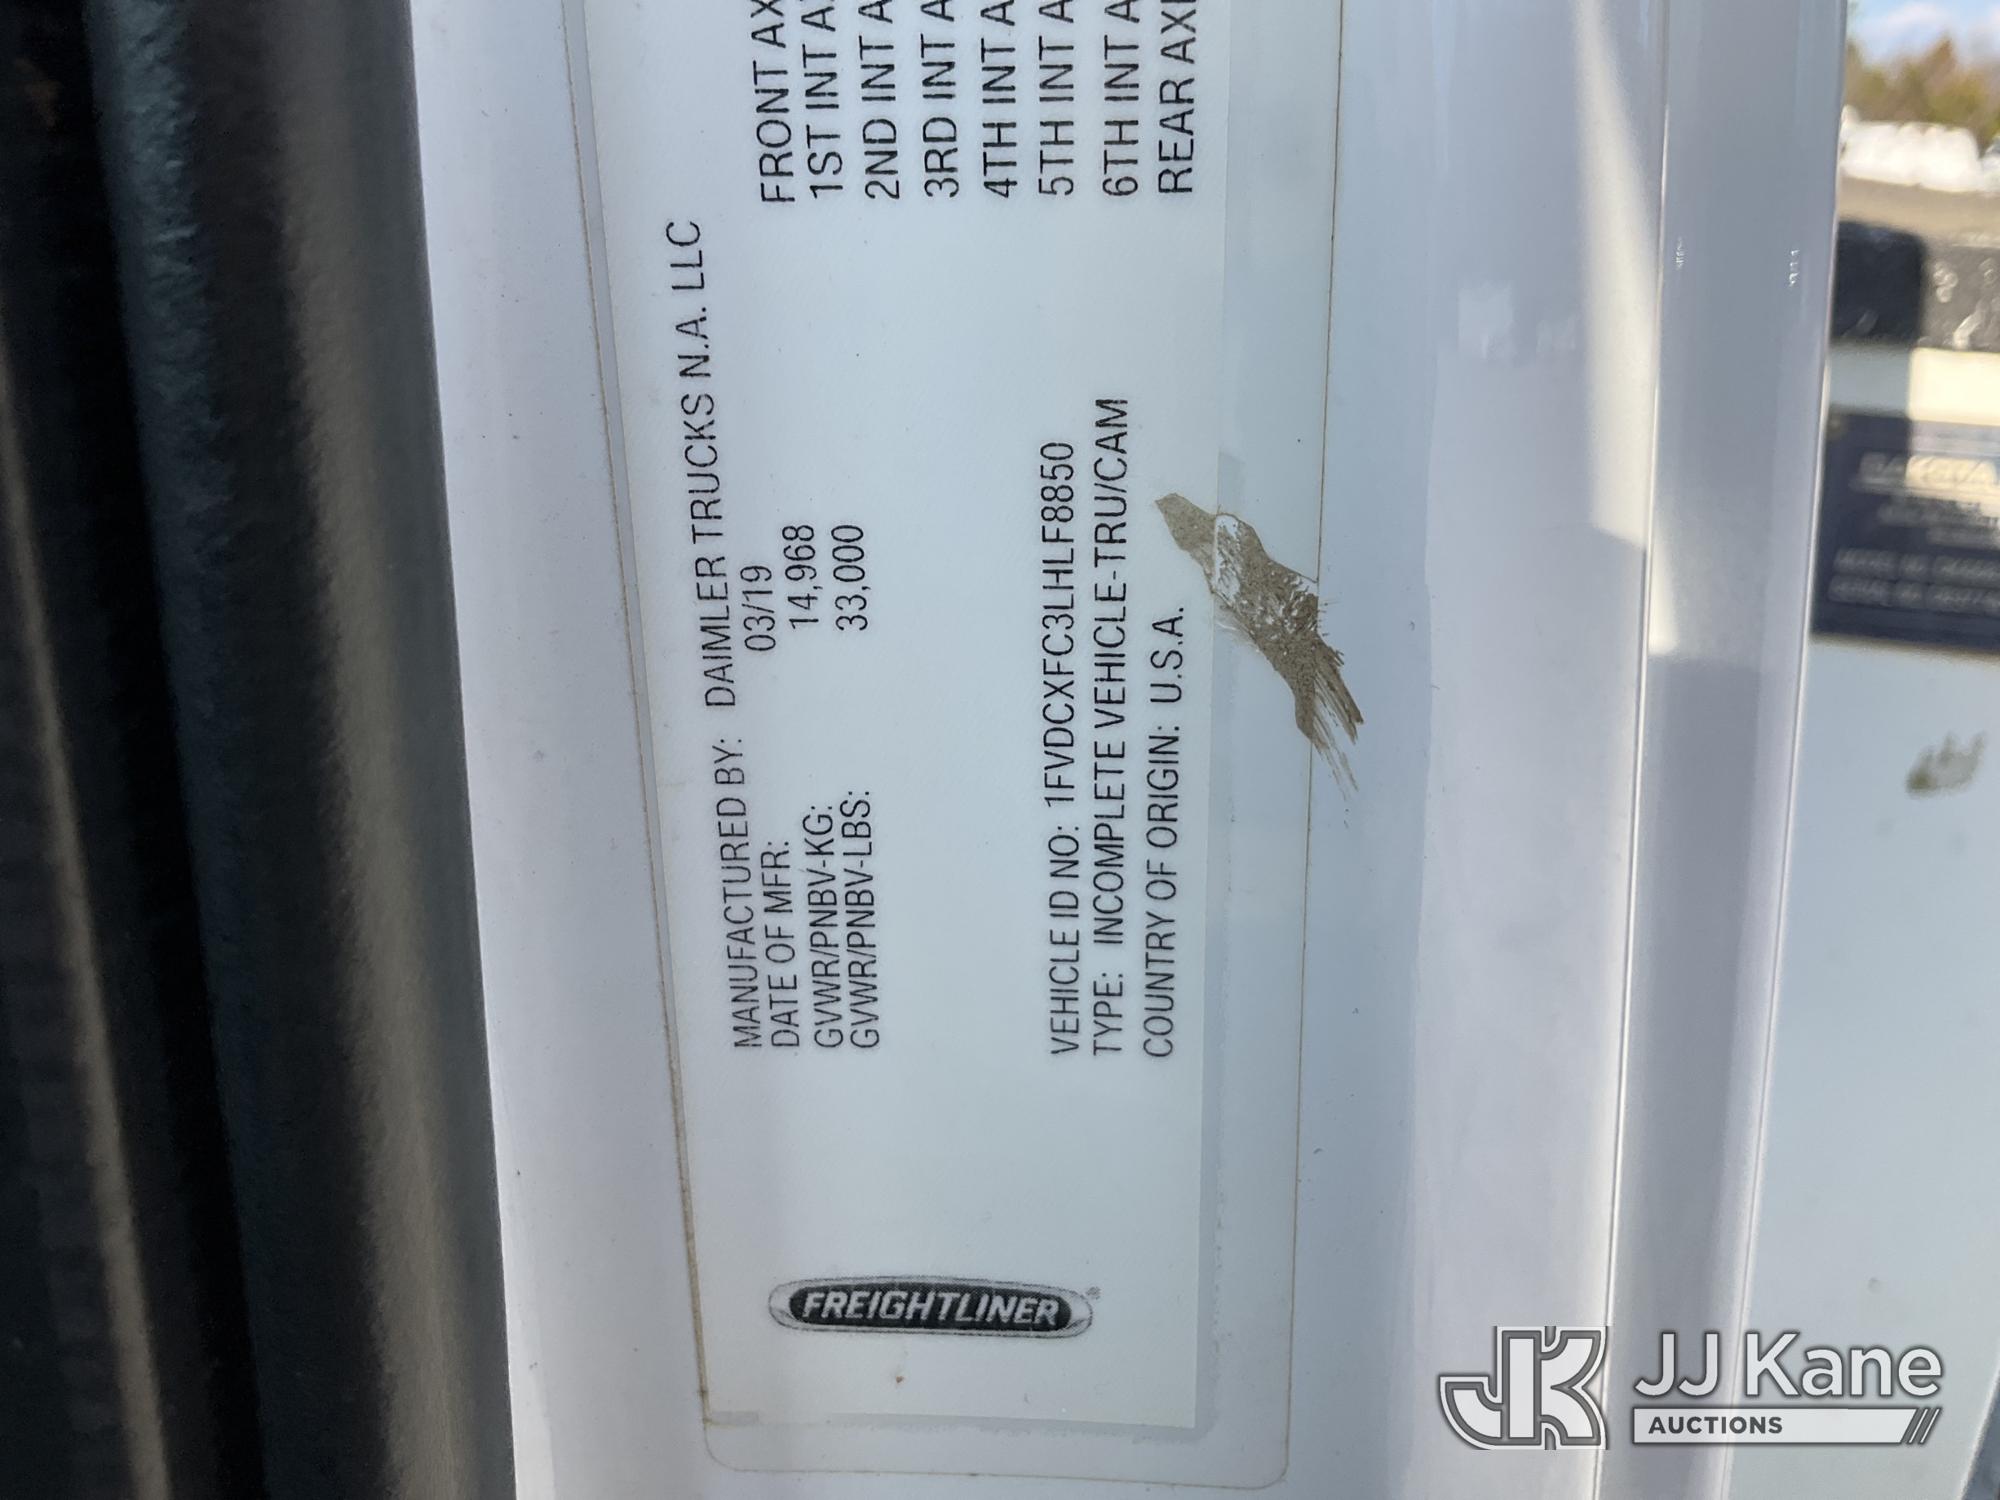 FREIGHTLINER®
MANUFACTURED BY: DAIMLER TRUCKS N.A. LLC
DATE OF MFR: 03/19
GVWR/PNBV-KG: 14,968
GVWR/PNBV-LBS: 33,000
VEHICLE ID NO: 1FVDCXFC3LHLF8850
TYPE: INCOMPLETE VEHICLE-TRU/CAM
COUNTRY OF ORIGIN: U.S.A.
FRONT AX
1ST INT A
2ND INT A
3RD INT A
4TH INT A
5TH INT A
6TH INT A
REAR AX
JK JJ Kane
AUCTIONS